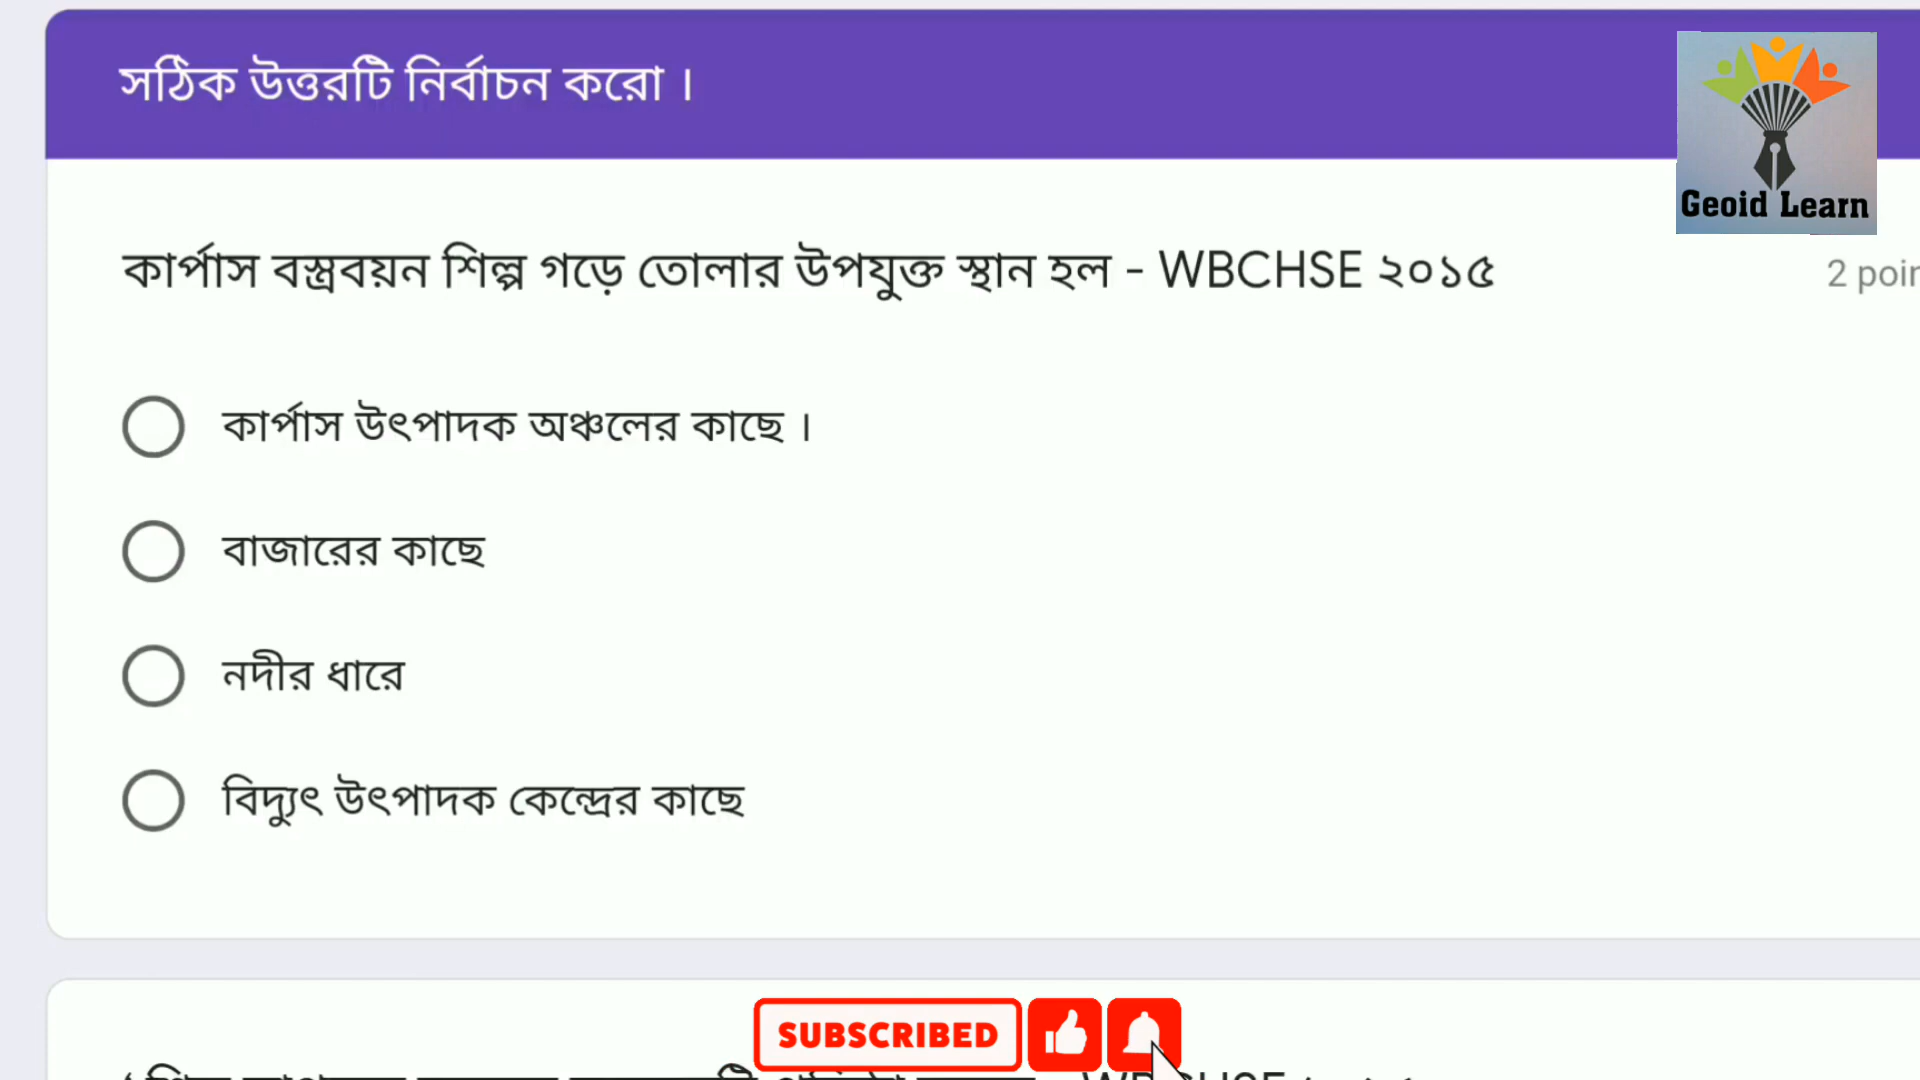 সঠিক উত্তরটি নির্বাচন করো ।
Geoid Learn
কার্পাস বস্ত্রবয়ন শিল্প গড়ে তোলার উপযুক্ত স্থান হল - WBCHSE ২০১৫
2
কার্পাস উৎপাদক অঞ্চলের কাছে ।
বাজারের কাছে
নদীর ধারে
বিদ্যুৎ উৎপাদক কেন্দ্রের কাছে
SUBSCRIBED